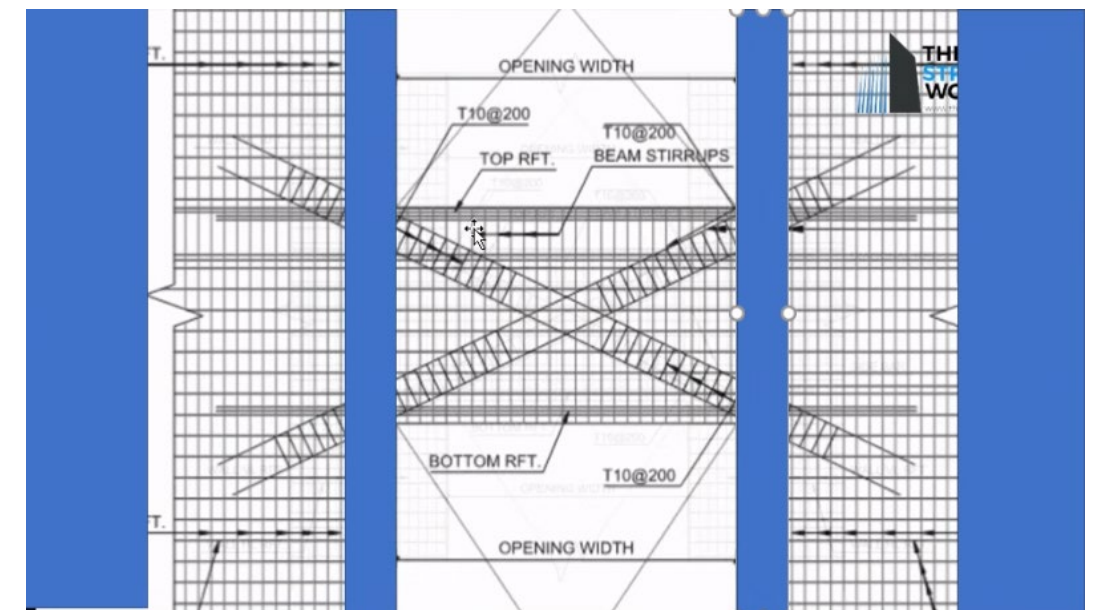 FT.
OPENING WIDTH
T10@200
T10@200
TOP RFT.
BEAM STIRRUPS
BOTTOM RFT.
T10@200
FT.
OPENING WIDTH